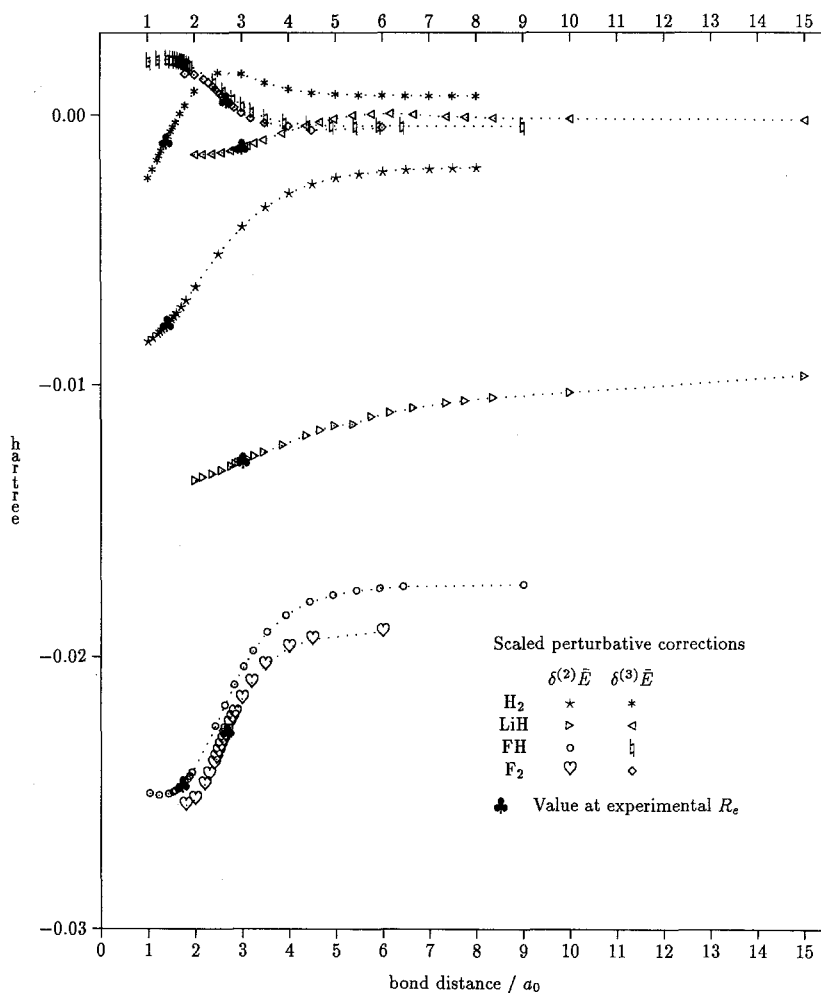 1 2 3 4 5 6 7 8 9 10 11 12 13 14 15
0.00
−0.01
−0.02
−0.03
hartree
Scaled perturbative corrections
δ⁽²⁾Ē δ⁽³⁾Ē
H₂ ⋆ *
LiH ▷ ◁
FH ○ ♮
F₂ ♡ ◇
♣ Value at experimental Rₑ
0 1 2 3 4 5 6 7 8 9 10 11 12 13 14 15
bond distance / a₀